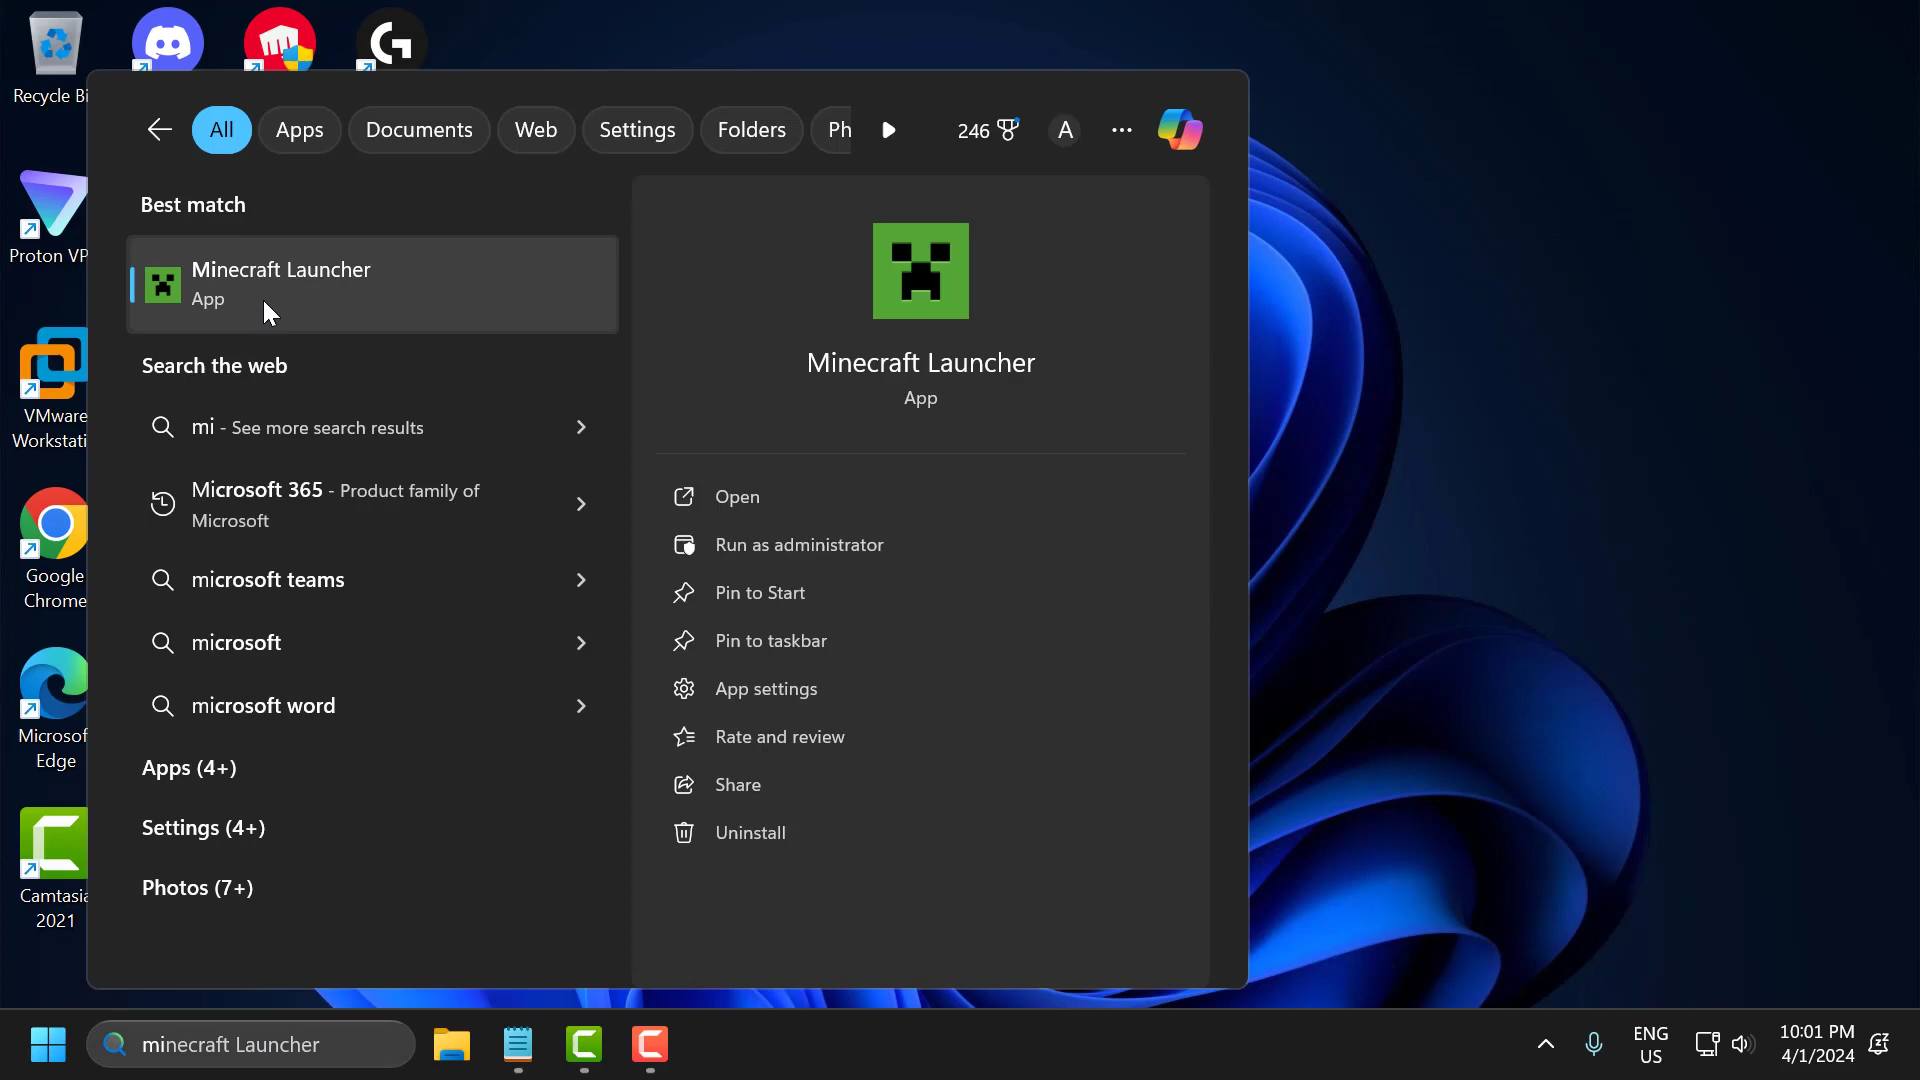 Recycle Bi
Proton VP
VMware
Workstati
Google
Chrome
Microsof
Edge
Camtasia
2021
All
Apps
Documents
Web
Settings
Folders
Ph
246
A
Best match
Minecraft Launcher
App
Search the web
mi - See more search results
Microsoft 365 - Product family of
Microsoft
microsoft teams
microsoft
microsoft word
Apps (4+)
Settings (4+)
Photos (7+)
Minecraft Launcher
App
Open
Run as administrator
Pin to Start
Pin to taskbar
App settings
Rate and review
Share
Uninstall
minecraft Launcher
ENG
US
10:01 PM
4/1/2024